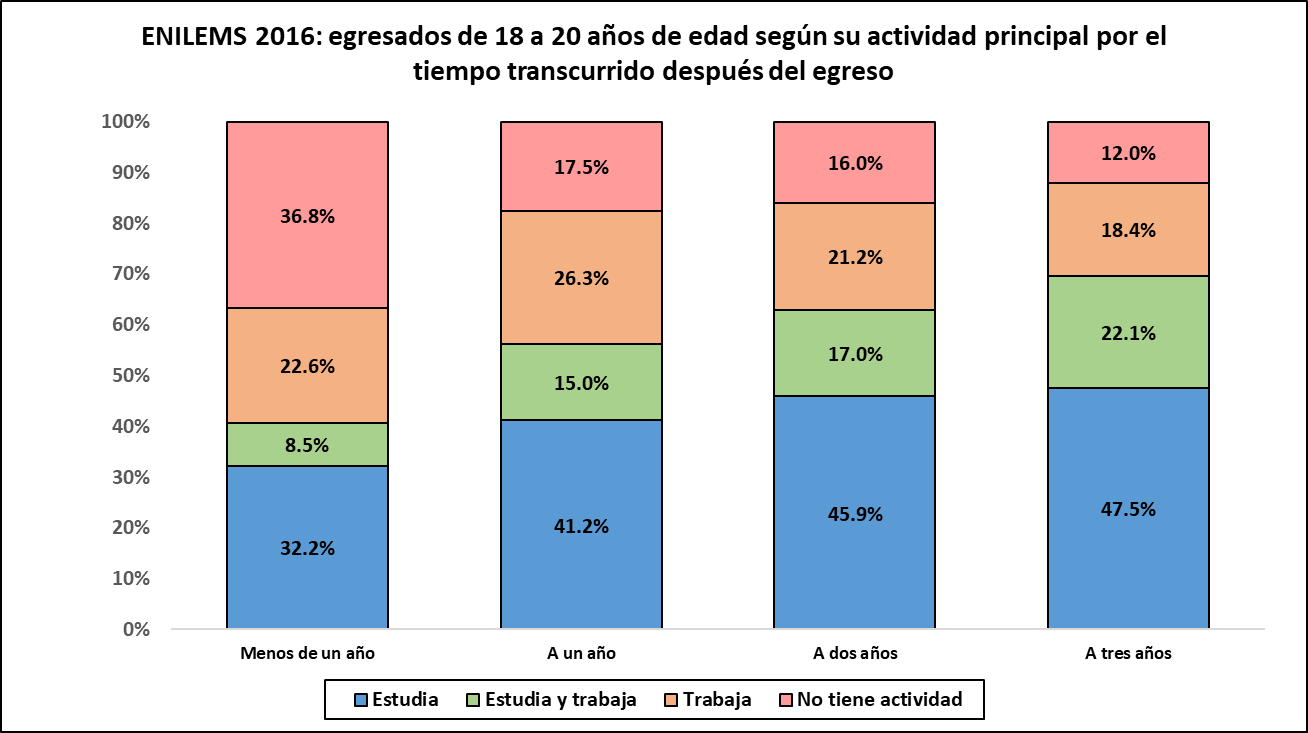 ENILEMS 2016: egresados de 18 a 20 años de edad según su actividad principal por el
tiempo transcurrido después del egreso
100%
90%
80%
70%
60%
50%
40%
30%
20%
10%
0%
36.8%
22.6%
8.5%
32.2%
17.5%
26.3%
15.0%
41.2%
16.0%
21.2%
17.0%
45.9%
12.0%
18.4%
22.1%
47.5%
Menos de un año
A un año
A dos años
A tres años
Estudia
Estudia y trabaja
Trabaja
No tiene actividad